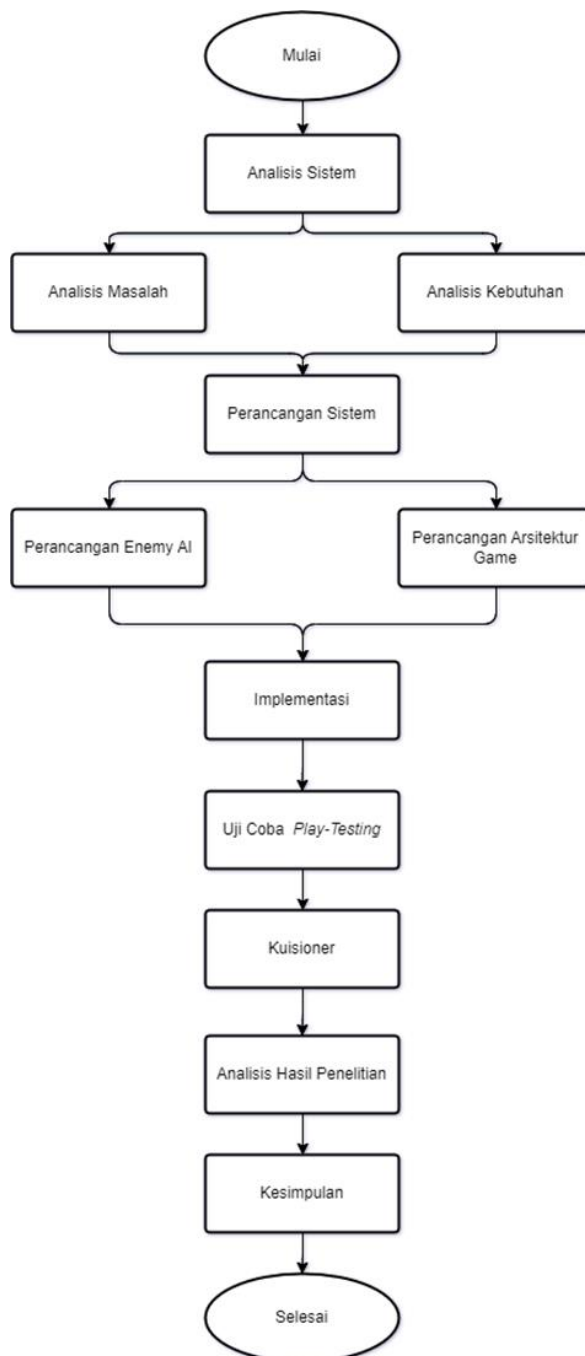 Mulai
Analisis Sistem
Analisis Masalah
Analisis Kebutuhan
Perancangan Sistem
Perancangan Enemy AI
Perancangan Arsitektur
Game
Implementasi
Uji Coba Play-Testing
Kuisioner
Analisis Hasil Penelitian
Kesimpulan
Selesai